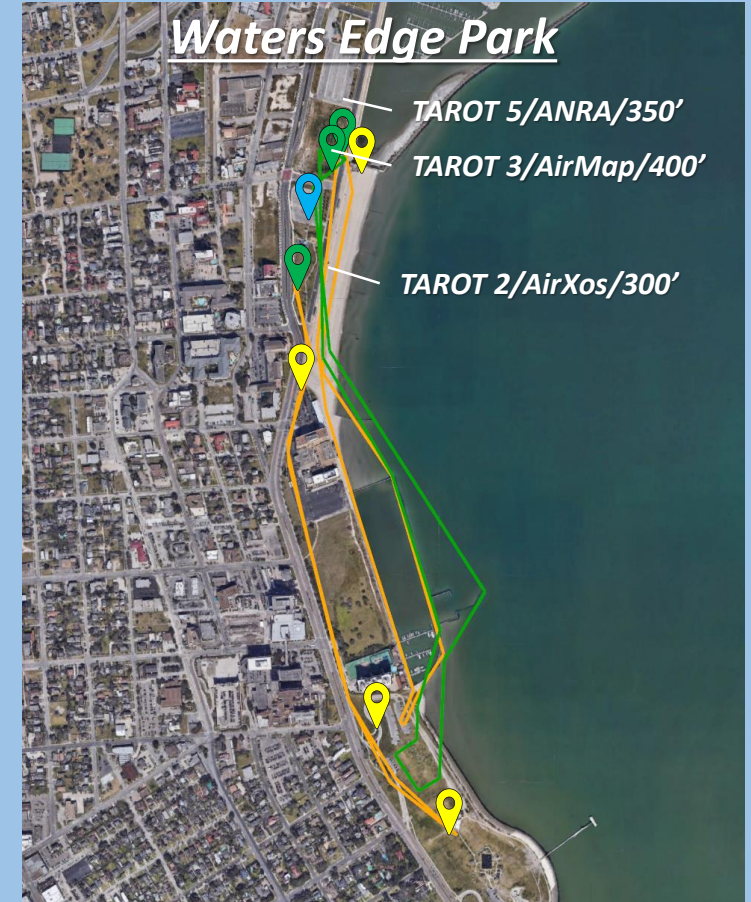 Waters Edge Park
TAROT 5/ANRA/350’
TAROT 3/AirMap/400’
TAROT 2/AirXos/300’